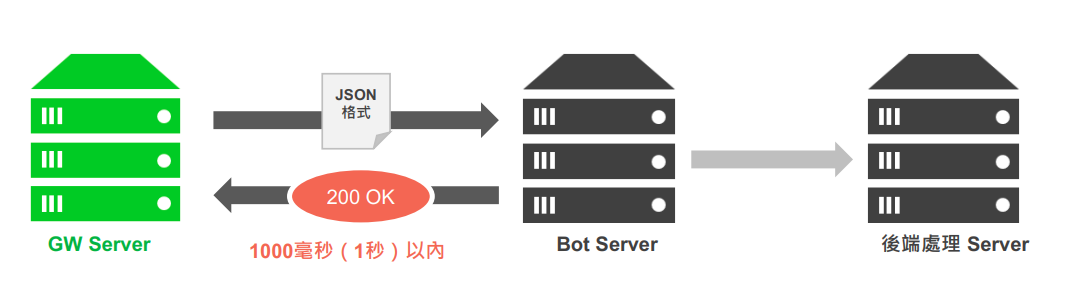 JSON
格式
200 OK
1000毫秒（1秒）以內
GW Server
Bot Server
後端處理 Server